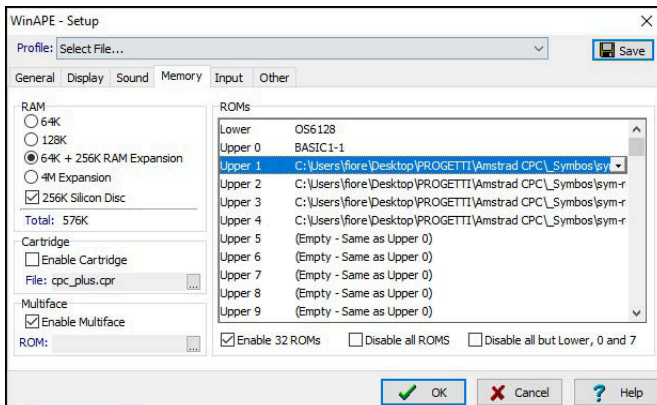 WinAPE - Setup
Profile: Select File... Save
General Display Sound Memory Input Other
RAM
64K
128K
64K + 256K RAM Expansion
4M Expansion
256K Silicon Disc
Total: 576K
Cartridge
Enable Cartridge
File: cpc_plus.cpr ...
Multiface
Enable Multiface
ROM: ...
ROMs
Lower OS6128
Upper 0 BASIC1-1
Upper 1 C:\Users\fiore\Desktop\PROGETTI\Amstrad CPC\_Symbos\sy
Upper 2 C:\Users\fiore\Desktop\PROGETTI\Amstrad CPC\_Symbos\sym-r
Upper 3 C:\Users\fiore\Desktop\PROGETTI\Amstrad CPC\_Symbos\sym-r
Upper 4 C:\Users\fiore\Desktop\PROGETTI\Amstrad CPC\_Symbos\sym-r
Upper 5 (Empty - Same as Upper 0)
Upper 6 (Empty - Same as Upper 0)
Upper 7 (Empty - Same as Upper 0)
Upper 8 (Empty - Same as Upper 0)
Upper 9 (Empty - Same as Upper 0)
Enable 32 ROMs Disable all ROMS Disable all but Lower, 0 and 7
OK Cancel Help